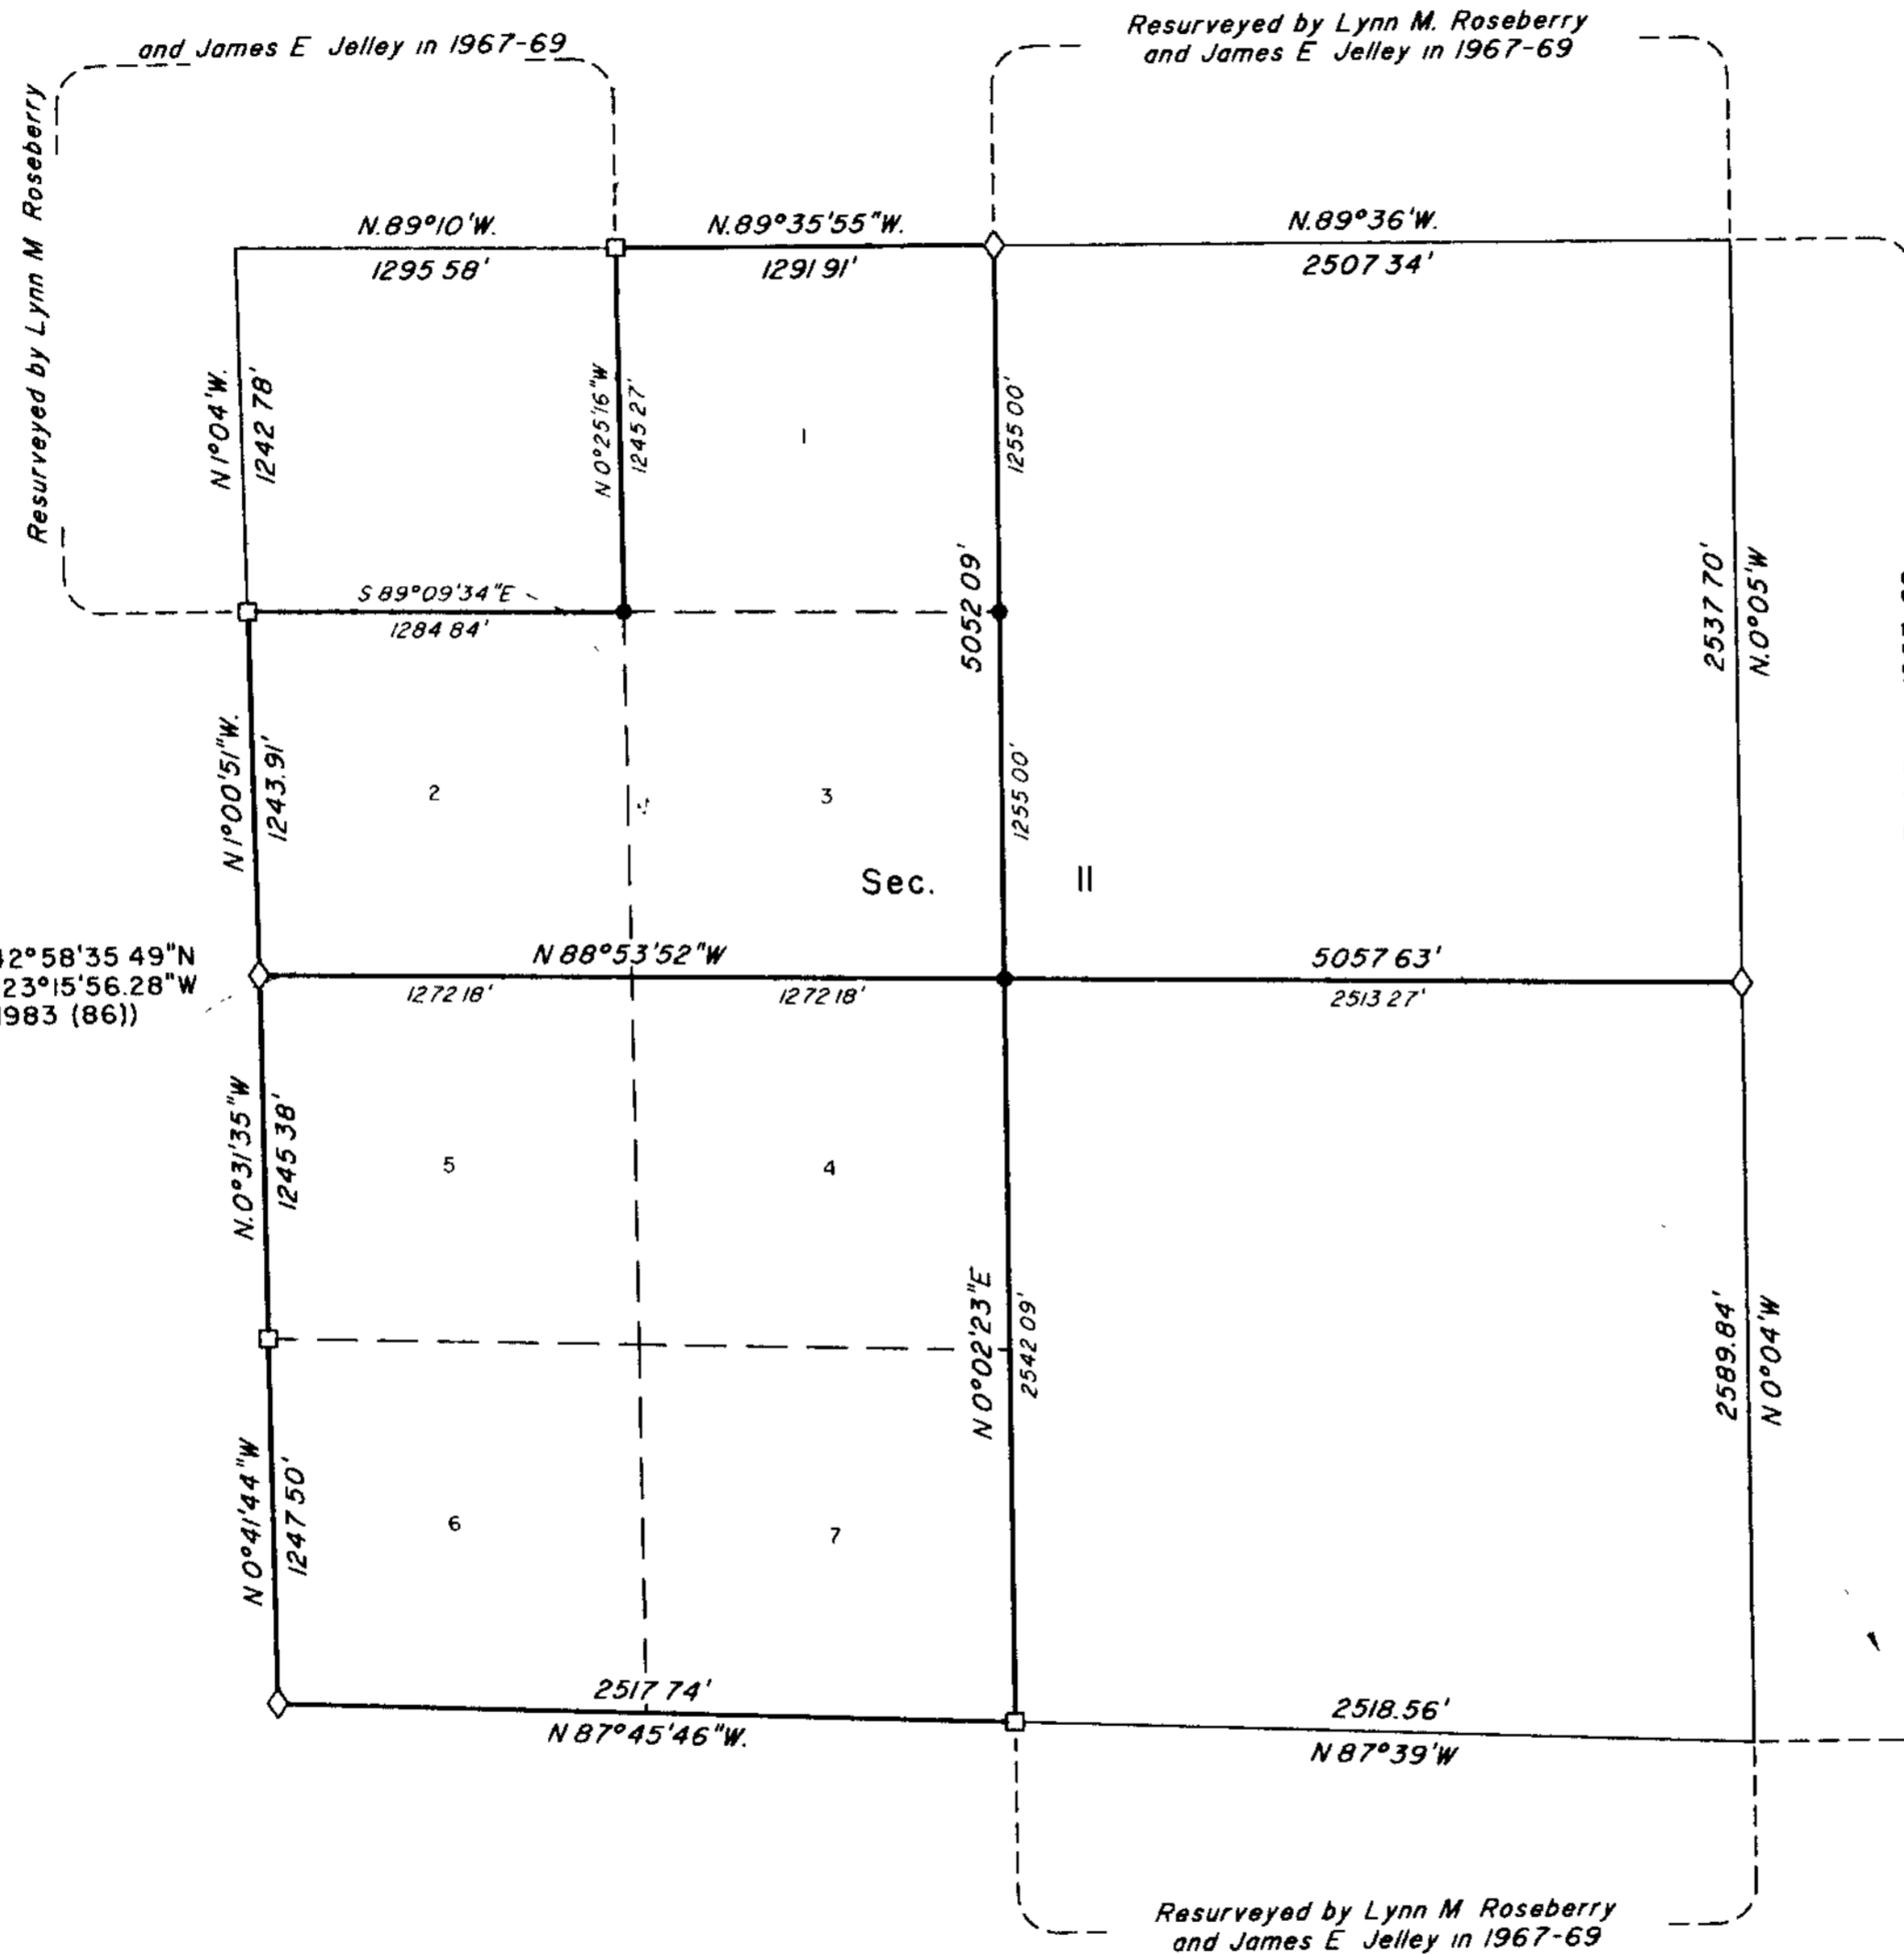 and James E Jelley in 1967-69
Resurveyed by Lynn M Roseberry
Resurveyed by Lynn M. Roseberry
and James E Jelley in 1967-69
N.89°10'W.
1295 58'
N.89°35'55"W.
1291 91'
N.89°36'W.
2507 34'
N 1°04'W.
1242 78'
N 0°25'16"W
1245 27'
1
1255 00'
5052 09'
2537 70'
N.0°05'W
S 89°09'34"E
1284 84'
N 1°00'51"W.
1243.91'
2
3
1255 00'
Sec. 11
2°58'35 49"N
23°15'56.28"W
1983 (86))
N 88°53'52"W
1272 18'
1272 18'
5057 63'
2513 27'
N.0°31'35"W
1245 38'
5
4
N 0°02'23"E
2542 09'
2589.84'
N 0°04'W
N 0°41'44"W
1247 50'
6
7
2517 74'
N 87°45'46"W.
2518.56'
N 87°39'W
Resurveyed by Lynn M Roseberry
and James E Jelley in 1967-69